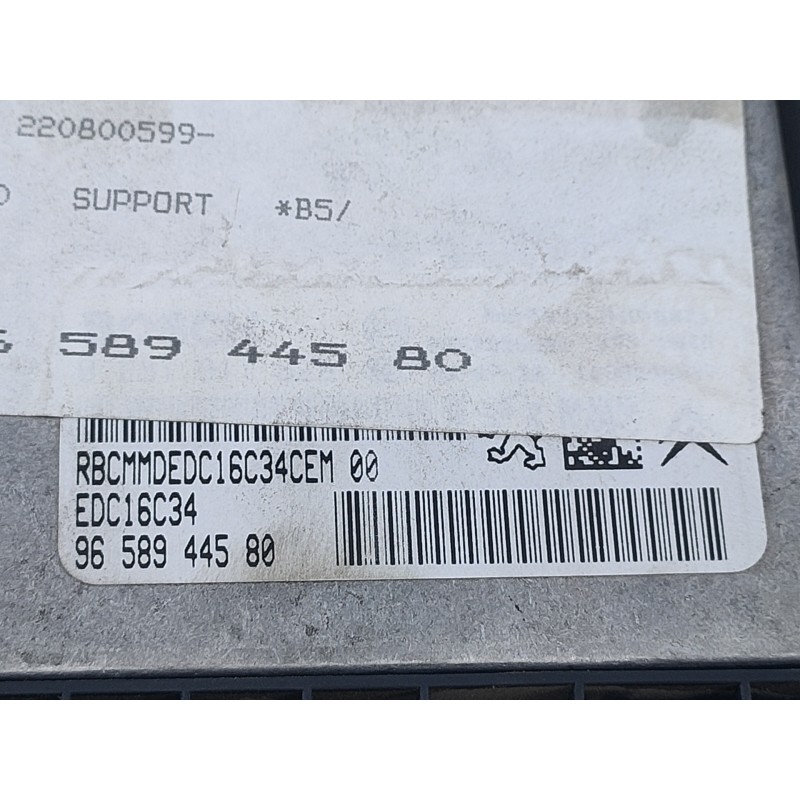 220800599-
SUPPORT *B5/
589 445 80
RBCMMDEDC16C34CEM 00
EDC16C34
96 589 445 80